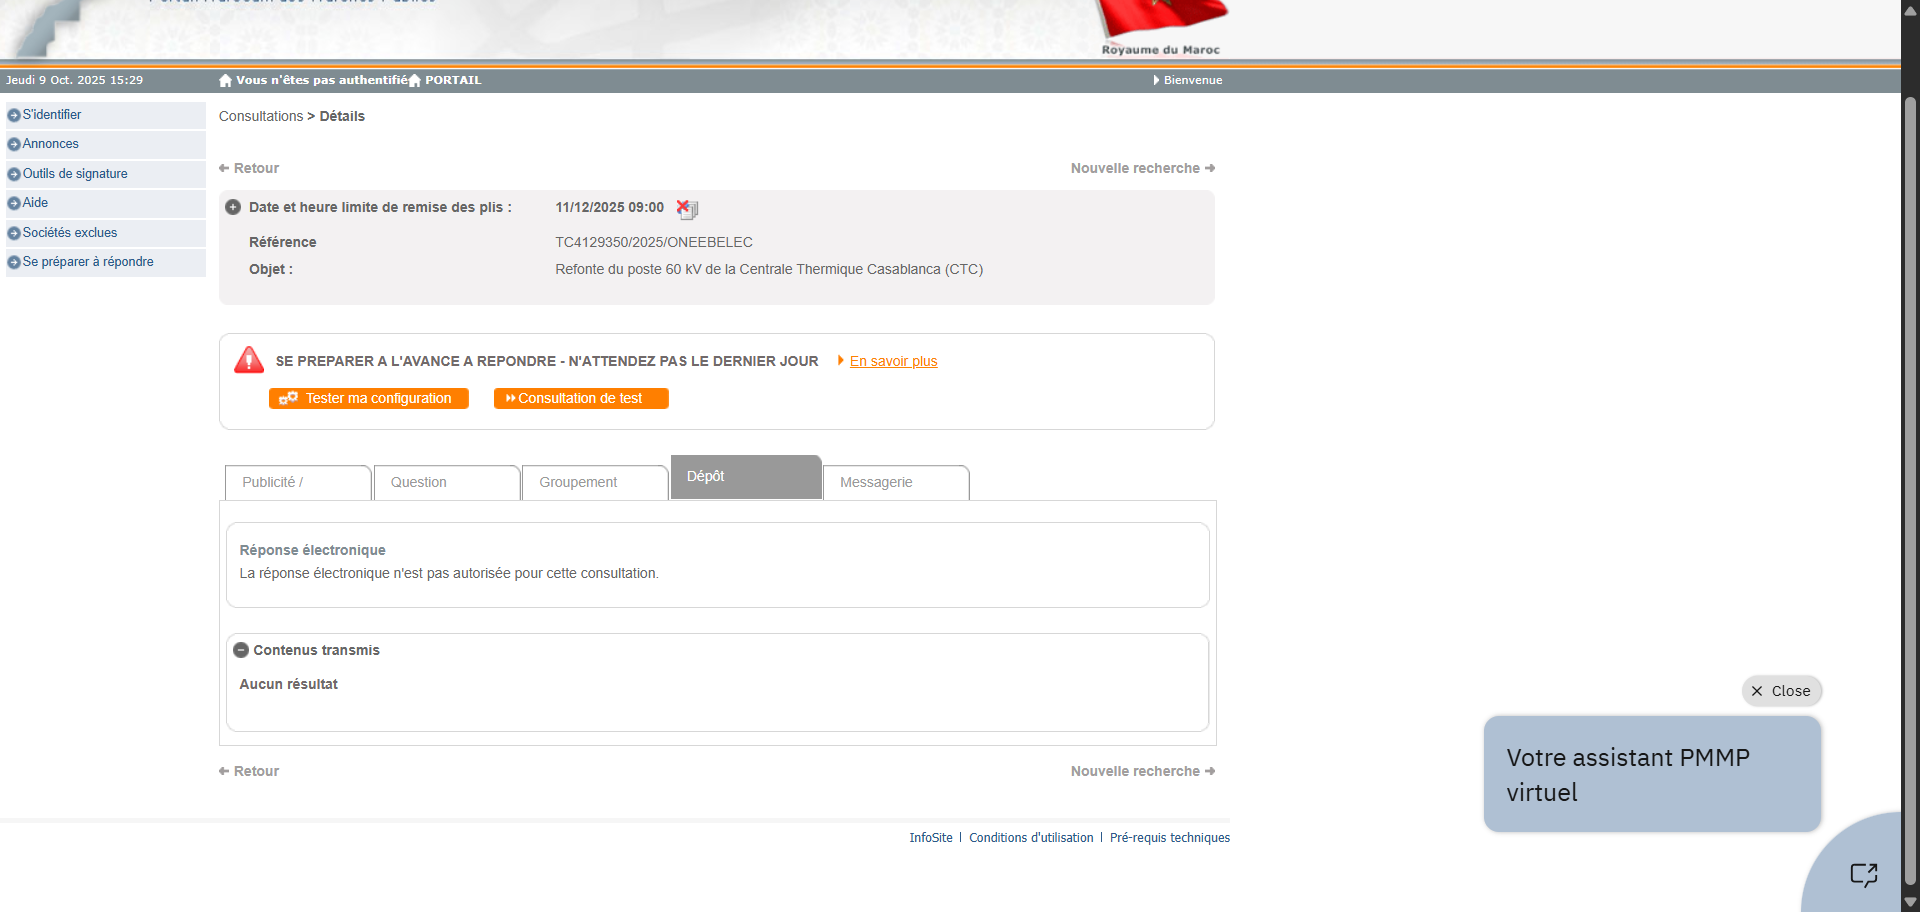 Royaume du Maroc
Jeudi 9 Oct. 2025 15:29
Vous n'êtes pas authentifié PORTAIL
Bienvenue
S'identifier
Annonces
Outils de signature
Aide
Sociétés exclues
Se préparer à répondre
Consultations > Détails
Retour
Nouvelle recherche
Date et heure limite de remise des plis : 11/12/2025 09:00
Référence TC4129350/2025/ONEEBELEC
Objet : Refonte du poste 60 kV de la Centrale Thermique Casablanca (CTC)
SE PREPARER A L'AVANCE A REPONDRE - N'ATTENDEZ PAS LE DERNIER JOUR En savoir plus
Tester ma configuration
Consultation de test
Publicité /
Question
Groupement
Dépôt
Messagerie
Réponse électronique
La réponse électronique n'est pas autorisée pour cette consultation.
Contenus transmis
Aucun résultat
Retour
Nouvelle recherche
InfoSite | Conditions d'utilisation | Pré-requis techniques
Close
Votre assistant PMMP
virtuel